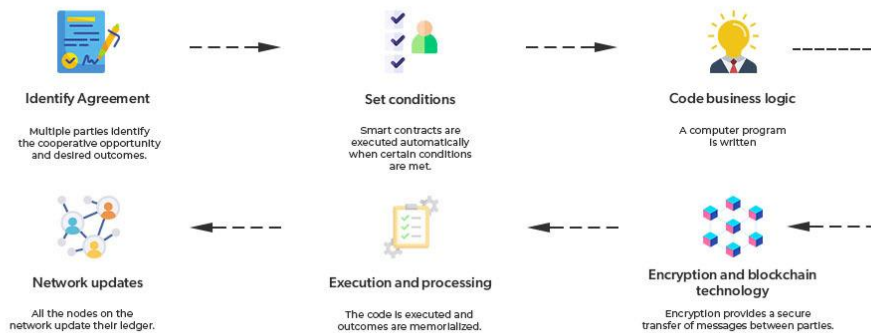 Identify Agreement
Multiple parties identify
the cooperative opportunity
and desired outcomes.
Set conditions
Smart contracts are
executed automatically
when certain conditions
are met.
Code business logic
A computer program
is written
Encryption and blockchain
technology
Encryption provides a secure
transfer of messages between parties.
Execution and processing
The code is executed and
outcomes are memorialized.
Network updates
All the nodes on the
network update their ledger.